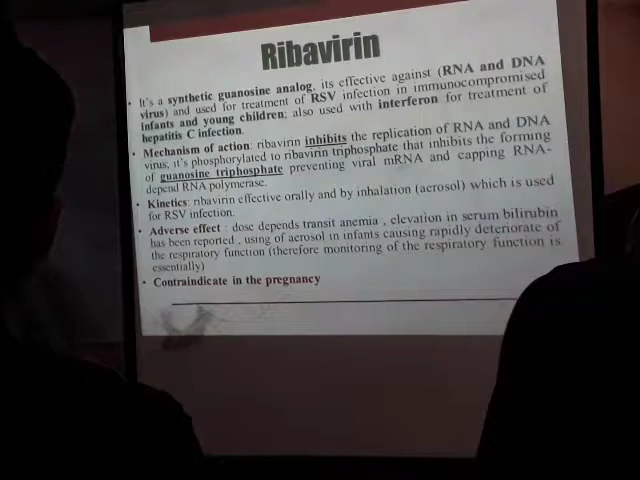 Ribavirin
• It's a synthetic guanosine analog, its effective against (RNA and DNA
virus) and used for treatment of RSV infection in immunocompromised
infants and young children; also used with interferon for treatment of
hepatitis C infection.
• Mechanism of action: ribavirin inhibits the replication of RNA and DNA
virus, it's phosphorylated to ribavirin triphosphate that inhibits the forming
of guanosine triphosphate preventing viral mRNA and capping RNA-
depend RNA polymerase.
• Kinetics: ribavirin effective orally and by inhalation (aerosol) which is used
for RSV infection.
• Adverse effect : dose depends transit anemia , elevation in serum bilirubin
has been reported , using of aerosol in infants causing rapidly deteriorate of
the respiratory function (therefore monitoring of the respiratory function is
essentially)
• Contraindicate in the pregnancy